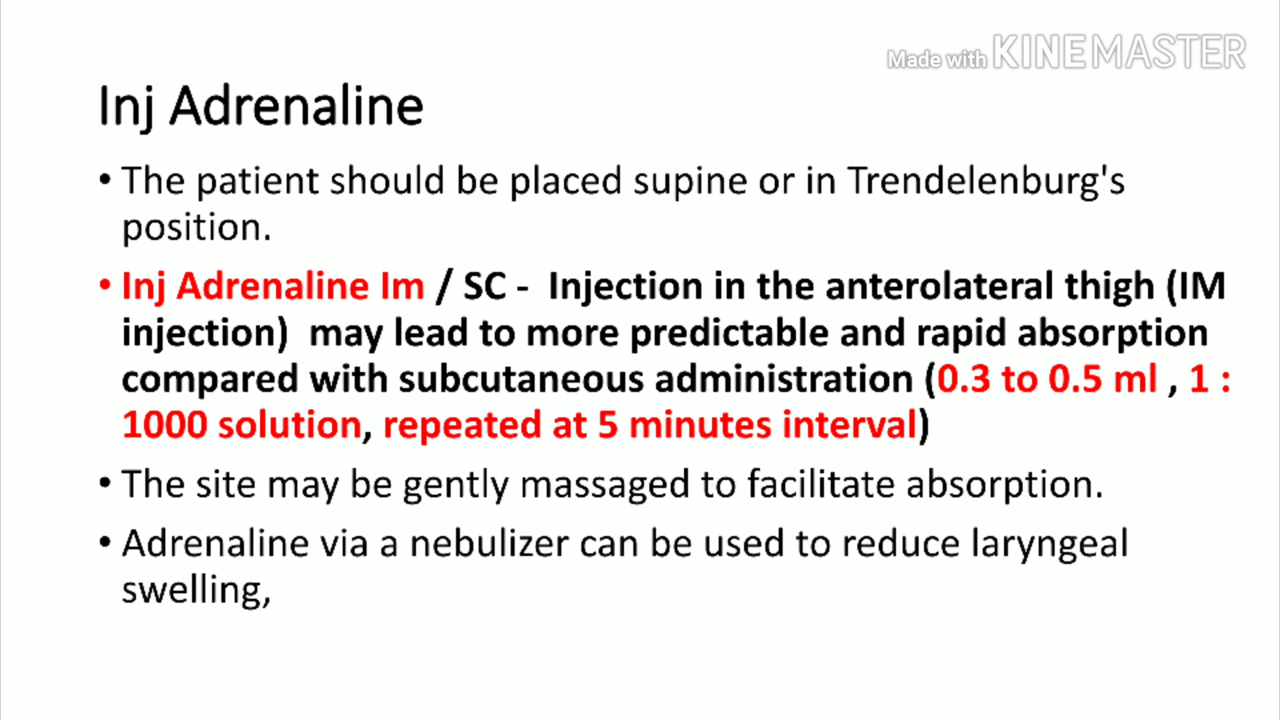 Made with KINEMASTER
Inj Adrenaline
• The patient should be placed supine or in Trendelenburg's
position.
• Inj Adrenaline Im / SC - Injection in the anterolateral thigh (IM
injection) may lead to more predictable and rapid absorption
compared with subcutaneous administration (0.3 to 0.5 ml , 1 :
1000 solution, repeated at 5 minutes interval)
• The site may be gently massaged to facilitate absorption.
• Adrenaline via a nebulizer can be used to reduce laryngeal
swelling,